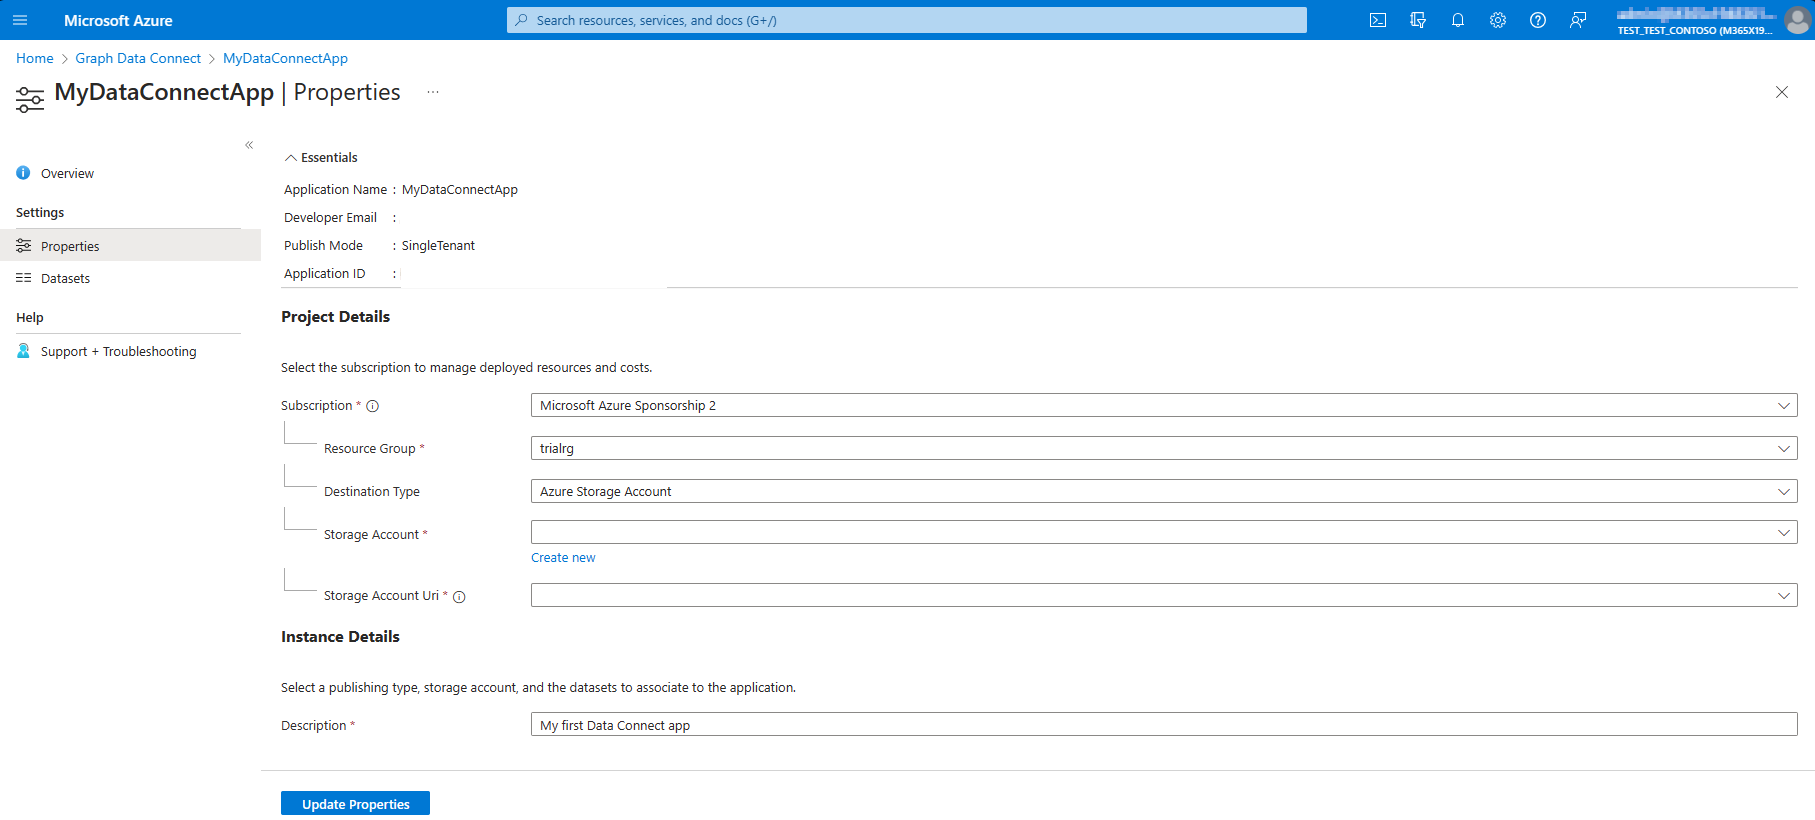 Microsoft Azure
Search resources, services, and docs (G+/)
TEST_TEST_CONTOSO (M365X19...
Home > Graph Data Connect > MyDataConnectApp
MyDataConnectApp | Properties ...
Overview
Settings
Properties
Datasets
Help
Support + Troubleshooting
Essentials
Application Name : MyDataConnectApp
Developer Email :
Publish Mode : SingleTenant
Application ID :
Project Details
Select the subscription to manage deployed resources and costs.
Subscription * Microsoft Azure Sponsorship 2
Resource Group * trialrg
Destination Type Azure Storage Account
Storage Account *
Create new
Storage Account Uri *
Instance Details
Select a publishing type, storage account, and the datasets to associate to the application.
Description * My first Data Connect app
Update Properties